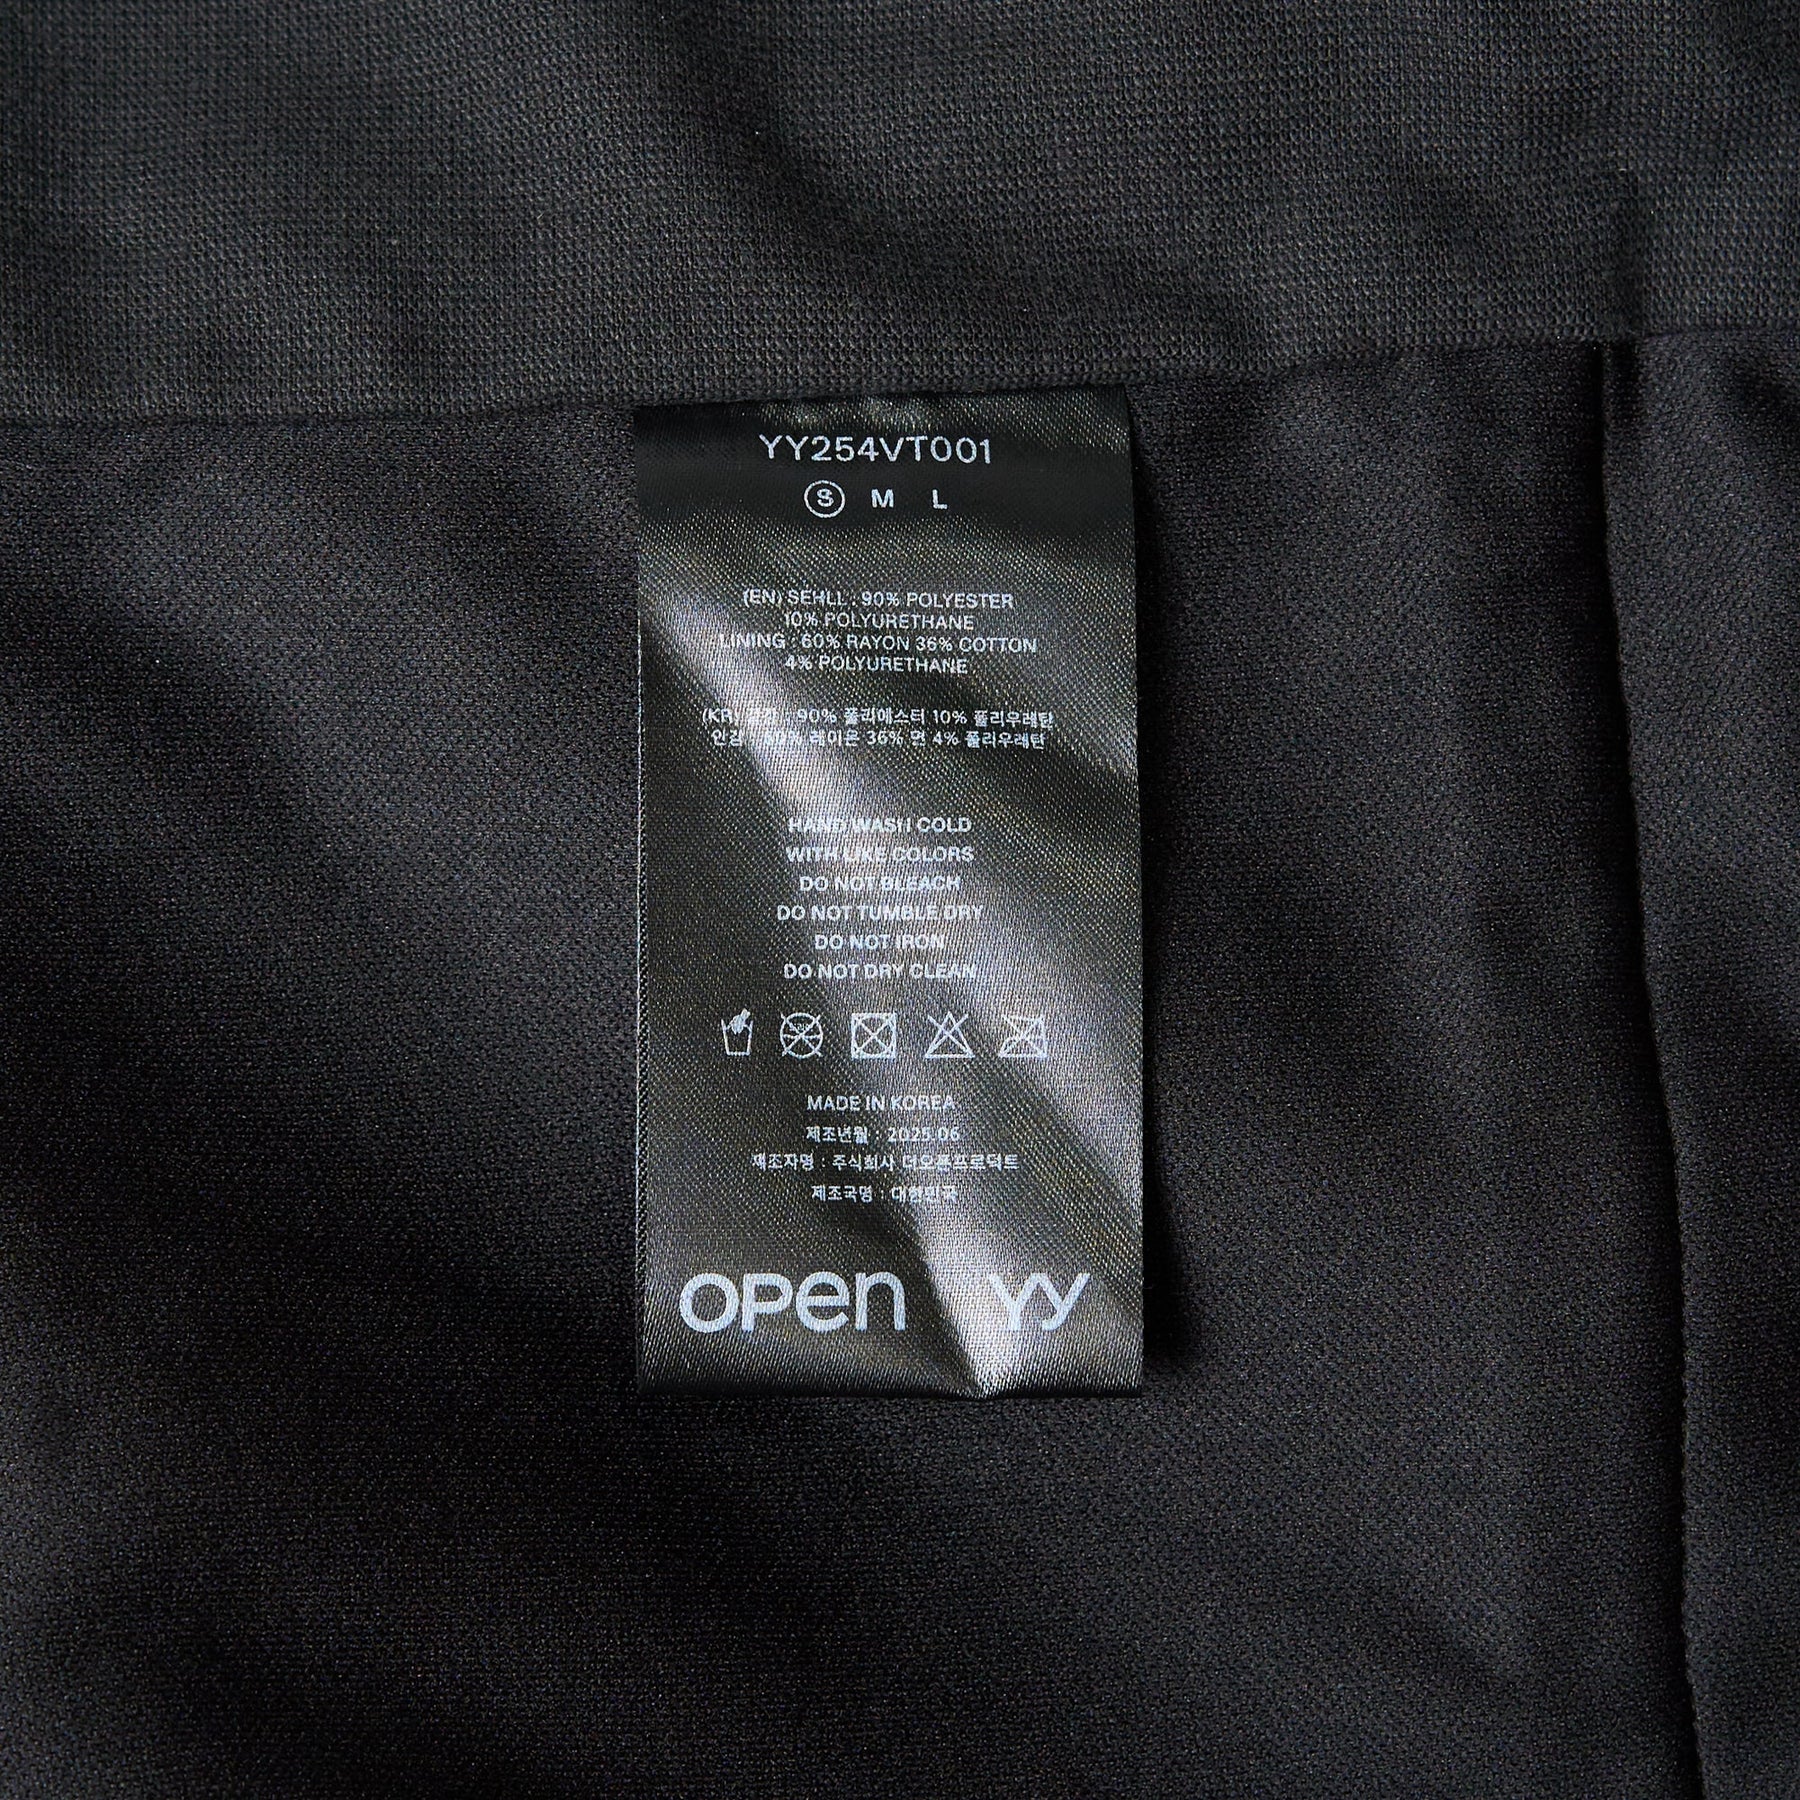 YY254VT001
S M L
(EN) SEHLL : 90% POLYESTER
10% POLYURETHANE
LINING : 60% RAYON 36% COTTON
4% POLYURETHANE
(KR) : 90% 폴리에스터 10% 폴리우레탄
안감 : 60% 레이온 36% 면 4% 폴리우레탄
HAND WASH COLD
WITH LIKE COLORS
DO NOT BLEACH
DO NOT TUMBLE DRY
DO NOT IRON
DO NOT DRY CLEAN
MADE IN KOREA
제조년월 : 2025.06
제조자명 : 주식회사 더오픈프로덕트
제조국명 : 대한민국
OPEN YY